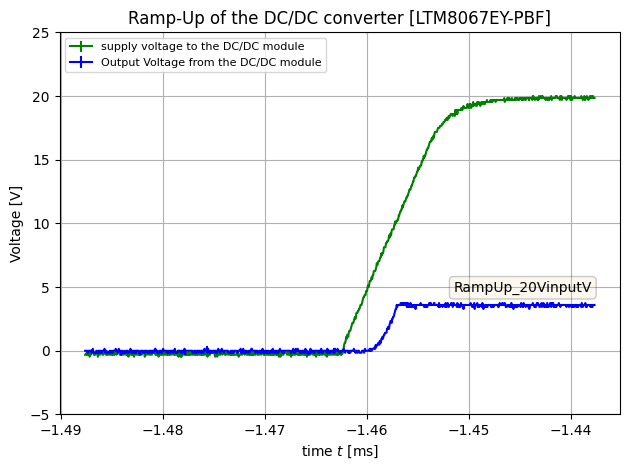 Ramp-Up of the DC/DC converter [LTM8067EY-PBF]
supply voltage to the DC/DC module
Output Voltage from the DC/DC module
Voltage [V]
25
20
15
10
5
0
−5
RampUp_20VinputV
−1.49 −1.48 −1.47 −1.46 −1.45 −1.44
time t [ms]